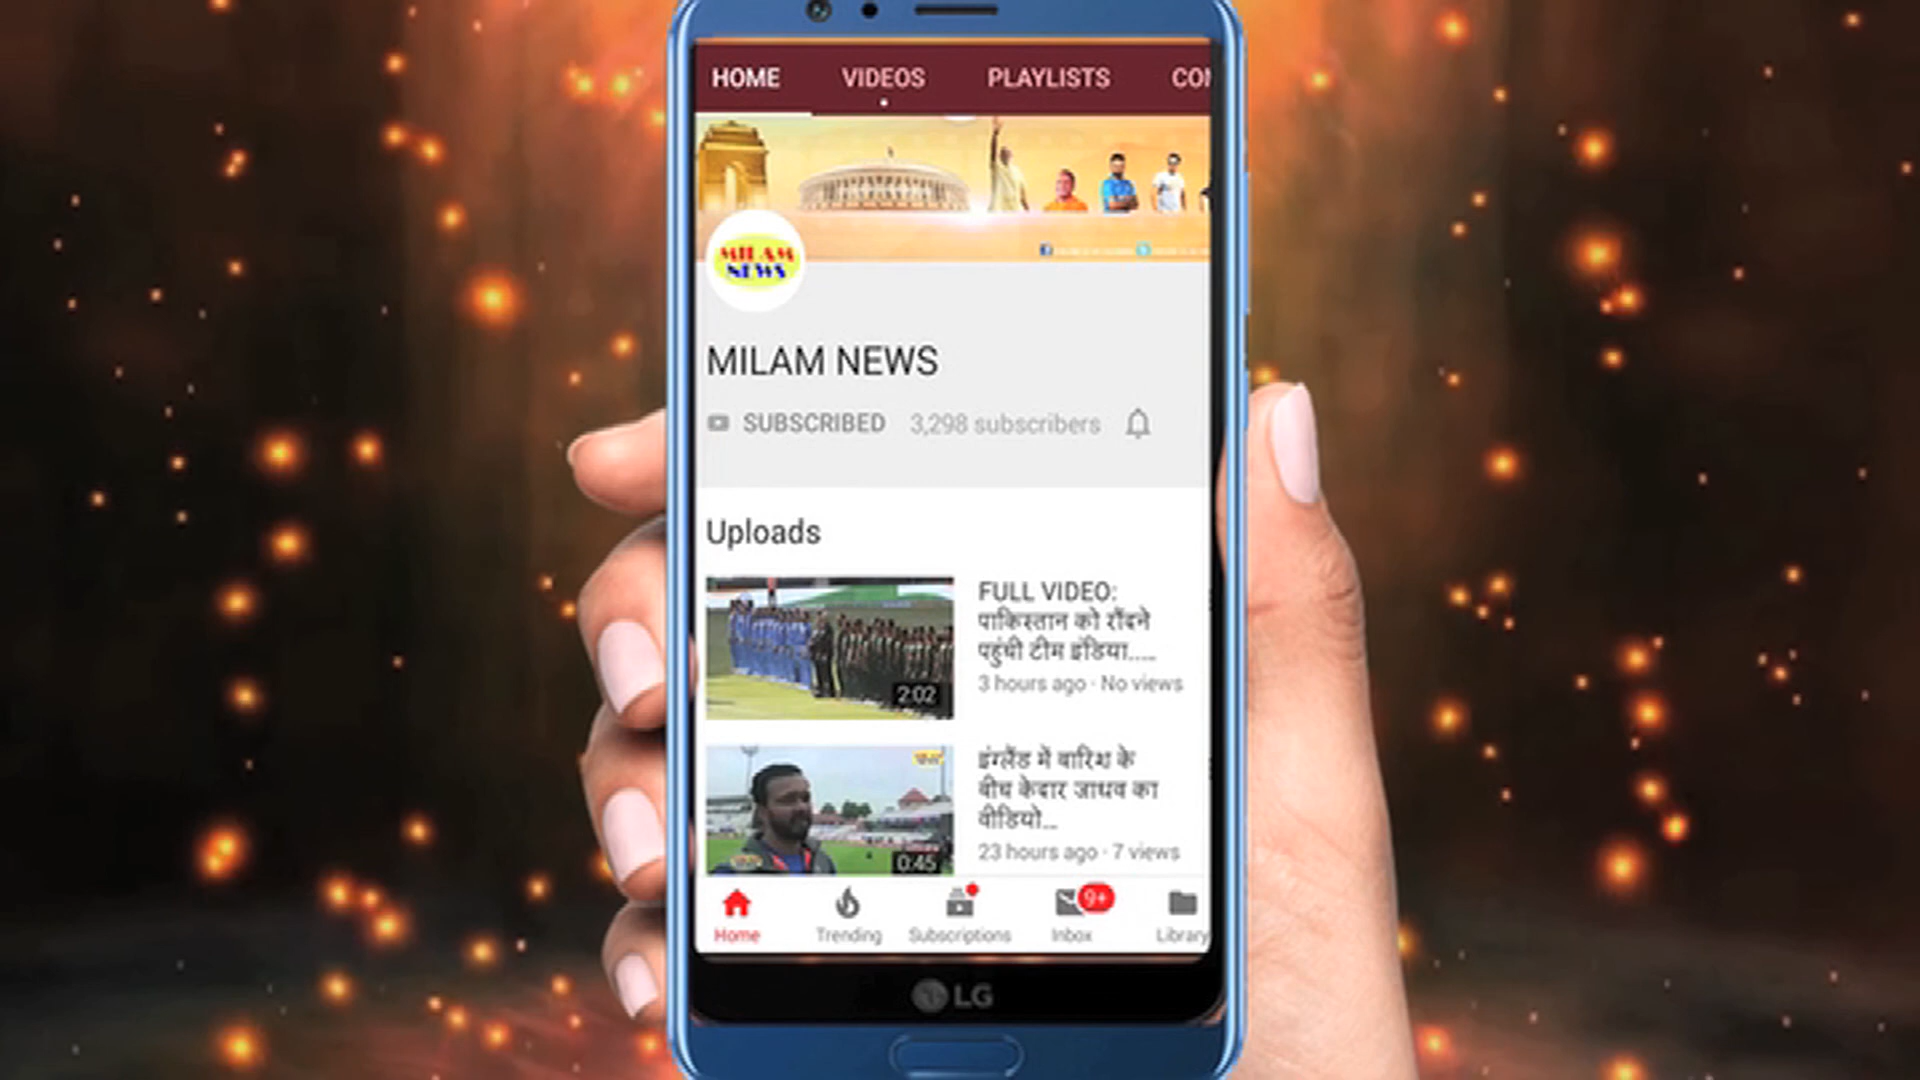 HOME VIDEOS PLAYLISTS
MILAM
NEWS
MILAM NEWS
SUBSCRIBED 3,298 subscribers
Uploads
FULL VIDEO:
पाकिस्तान को रौंदने
पहुंची टीम इंडिया.....
3 hours ago · No views
2:02
इंग्लैंड में बारिश के
बीच केदार जाधव का
वीडियो...
23 hours ago · 7 views
0:45
9+
Home Trending Subscriptions Inbox Library
LG